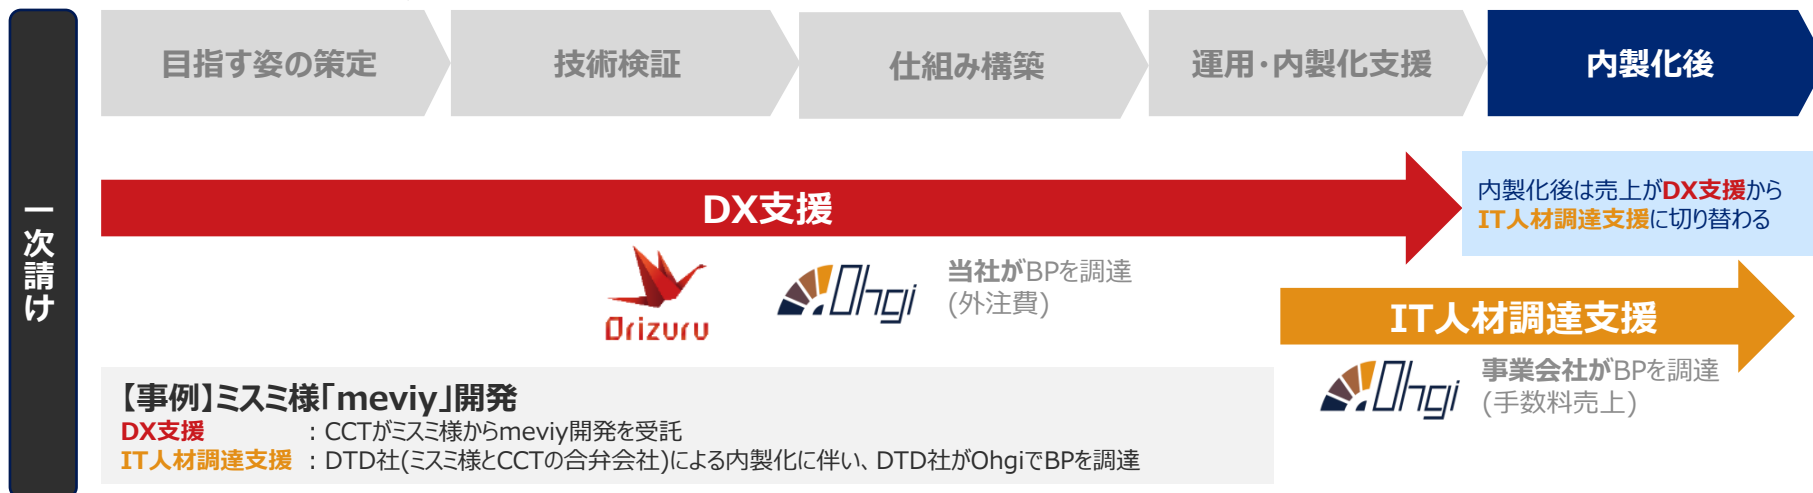 一次請け
目指す姿の策定
技術検証
仕組み構築
運用・内製化支援
内製化後
DX支援
内製化後は売上がDX支援から
IT人材調達支援に切り替わる
Orizuru
Ohgi
当社がBPを調達
(外注費)
IT人材調達支援
Ohgi
事業会社がBPを調達
(手数料売上)
【事例】ミスミ様「meviy」開発
DX支援 : CCTがミスミ様からmeviy開発を受託
IT人材調達支援 : DTD社(ミスミ様とCCTの合弁会社)による内製化に伴い、DTD社がOhgiでBPを調達